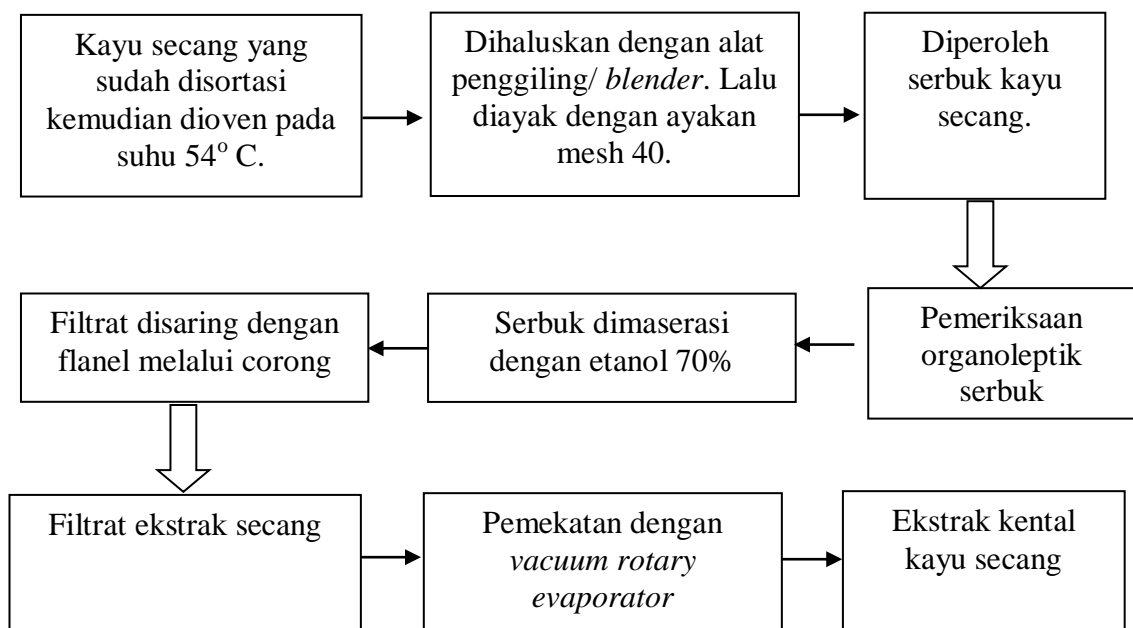 Kayu secang yang
sudah disortasi
kemudian dioven pada
suhu 54° C.
Dihaluskan dengan alat
penggiling/ blender. Lalu
diayak dengan ayakan
mesh 40.
Diperoleh
serbuk kayu
secang.
Pemeriksaan
organoleptik
serbuk
Serbuk dimaserasi
dengan etanol 70%
Filtrat disaring dengan
flanel melalui corong
Filtrat ekstrak secang
Pemekatan dengan
vacuum rotary
evaporator
Ekstrak kental
kayu secang